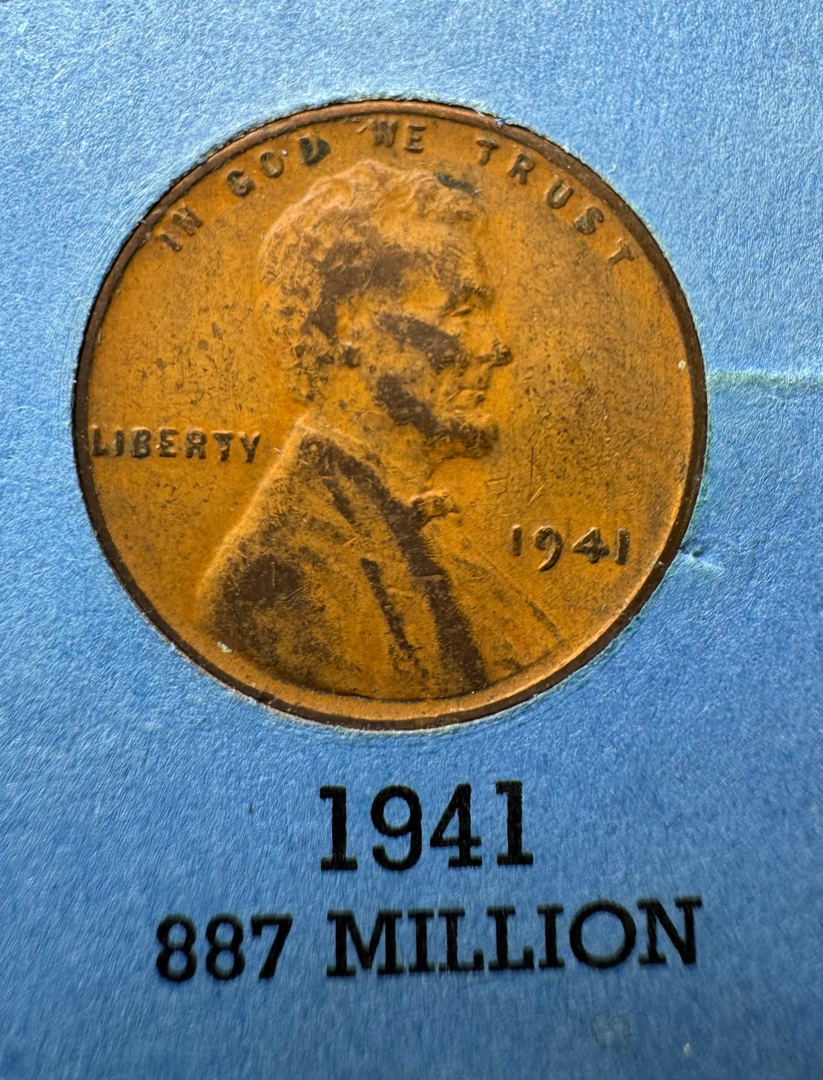 IN GOD WE TRUST
LIBERTY
1941
1941
887 MILLION